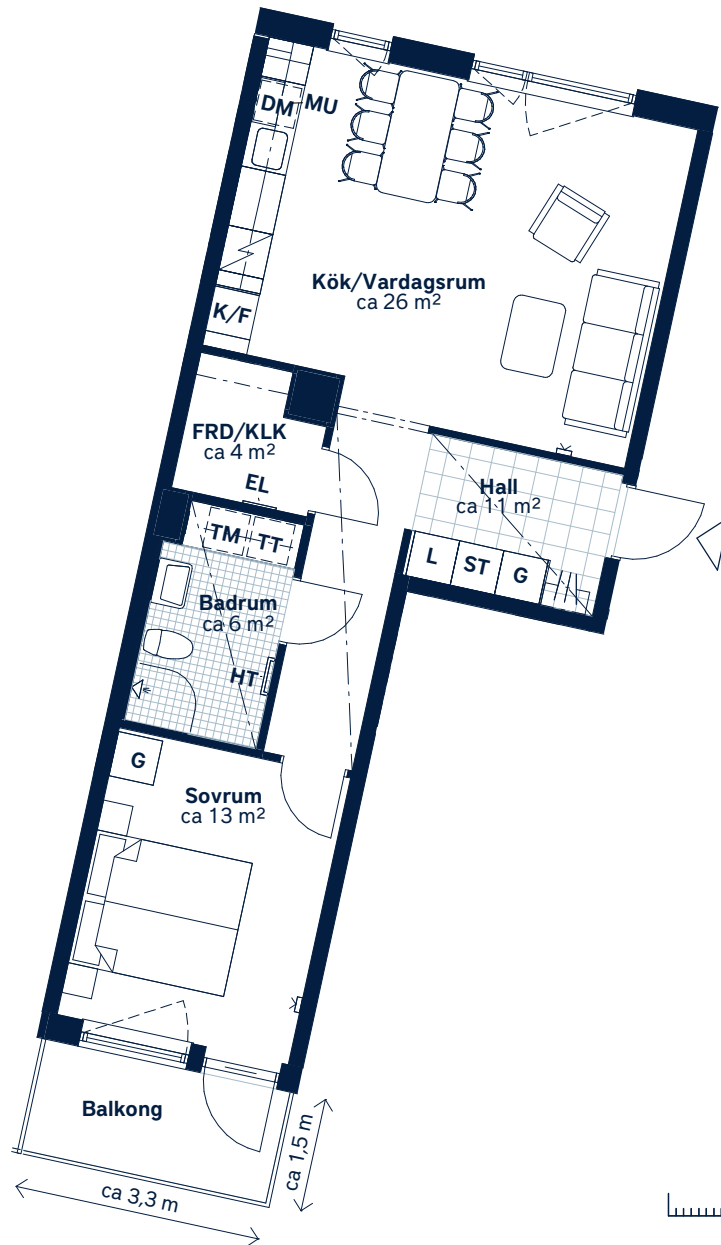 DM MU
Kök/Vardagsrum
ca 26 m²
K/F
FRD/KLK
ca 4 m²
EL
Hall
ca 11 m²
TM TT
L ST G
Badrum
ca 6 m²
HT
G
Sovrum
ca 13 m²
Balkong
ca 1,5 m
ca 3,3 m